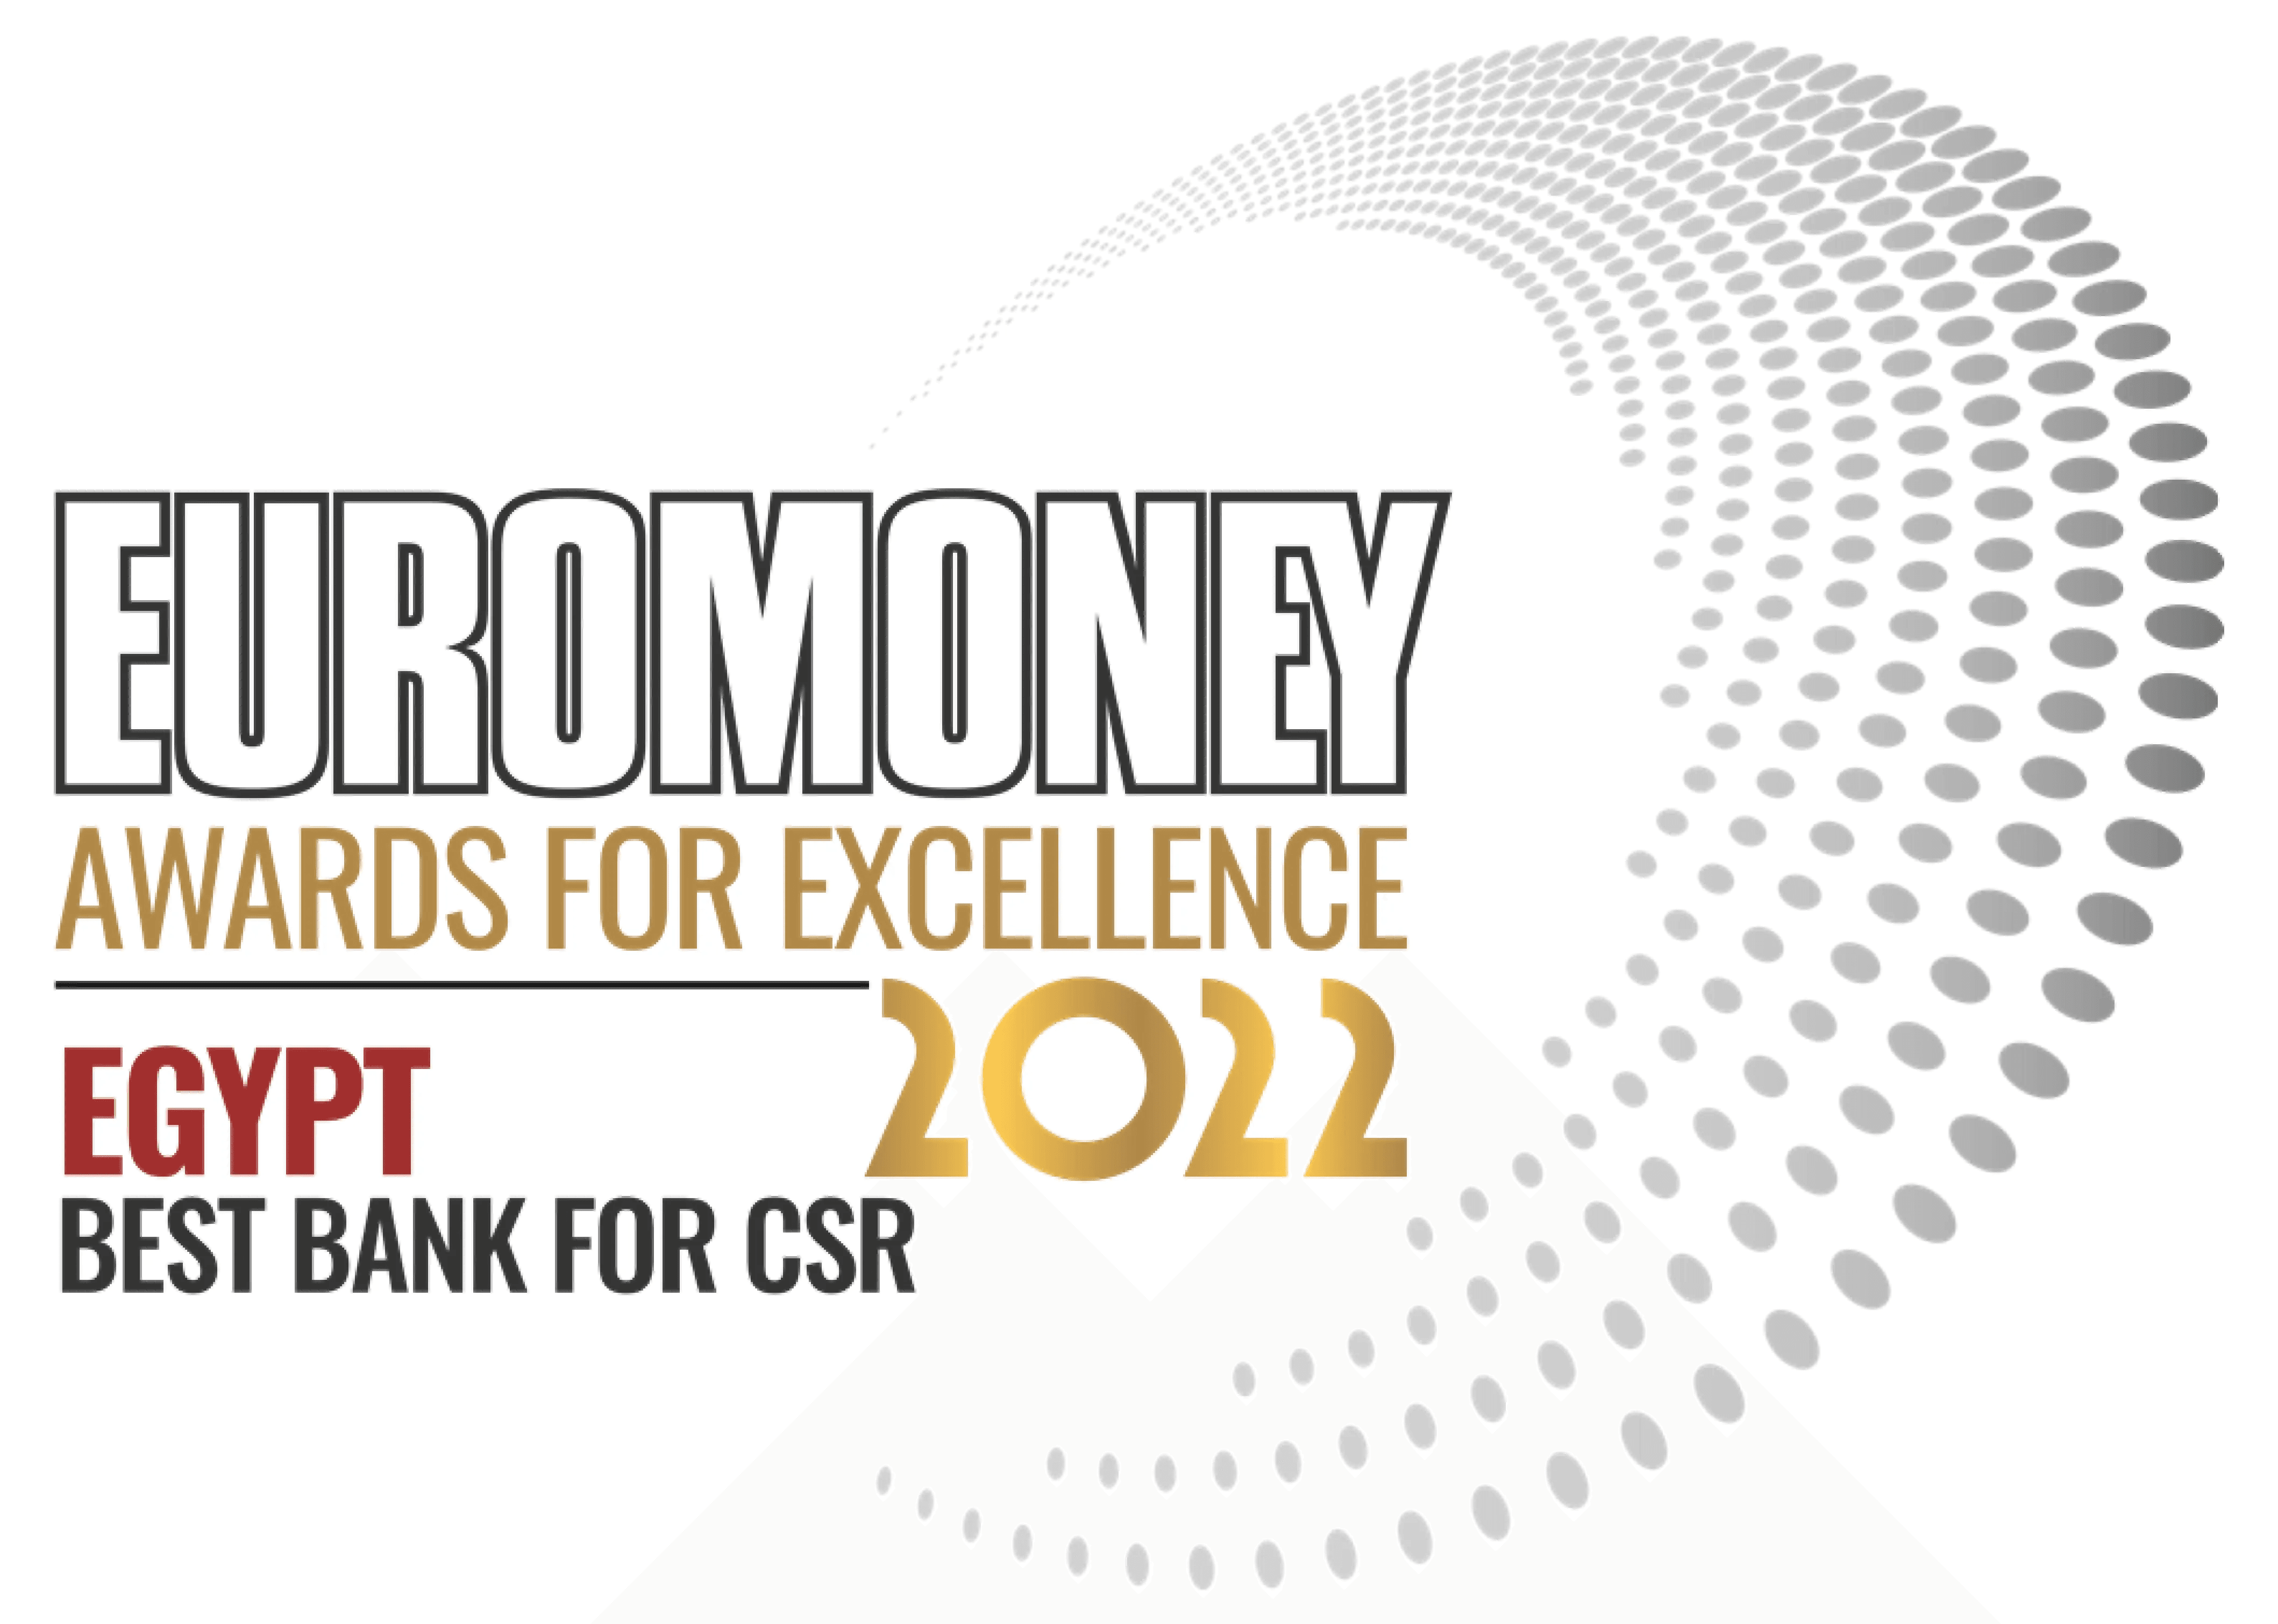 EUROMONEY
AWARDS FOR EXCELLENCE
2022
EGYPT
BEST BANK FOR CSR